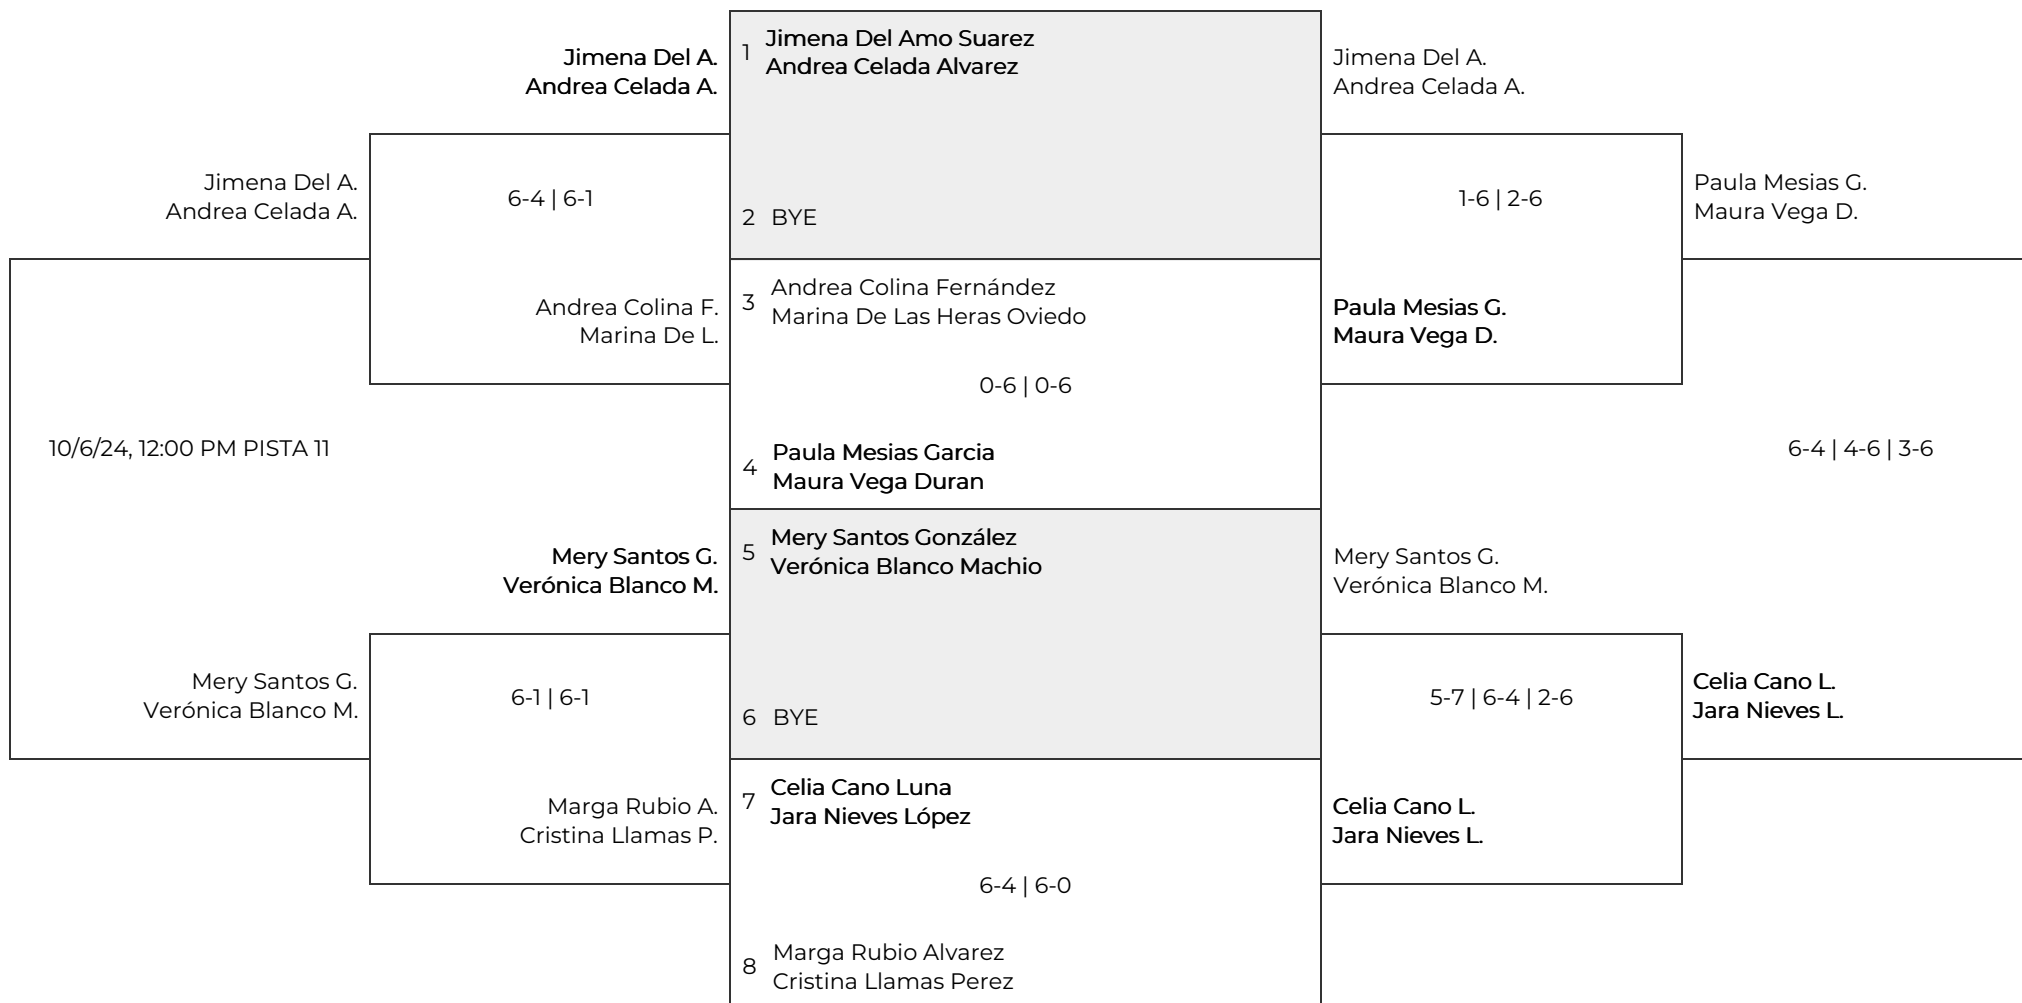 Jimena Del A.
Andrea Celada A.
1 Jimena Del Amo Suarez
Andrea Celada Alvarez
Jimena Del A.
Andrea Celada A.
Jimena Del A.
Andrea Celada A.
6-4 | 6-1
2 BYE
1-6 | 2-6
Paula Mesias G.
Maura Vega D.
Andrea Colina F.
Marina De L.
3 Andrea Colina Fernández
Marina De Las Heras Oviedo
Paula Mesias G.
Maura Vega D.
0-6 | 0-6
10/6/24, 12:00 PM PISTA 11
4 Paula Mesias Garcia
Maura Vega Duran
6-4 | 4-6 | 3-6
Mery Santos G.
Verónica Blanco M.
5 Mery Santos González
Verónica Blanco Machio
Mery Santos G.
Verónica Blanco M.
Mery Santos G.
Verónica Blanco M.
6-1 | 6-1
6 BYE
5-7 | 6-4 | 2-6
Celia Cano L.
Jara Nieves L.
Marga Rubio A.
Cristina Llamas P.
7 Celia Cano Luna
Jara Nieves López
Celia Cano L.
Jara Nieves L.
6-4 | 6-0
8 Marga Rubio Alvarez
Cristina Llamas Perez